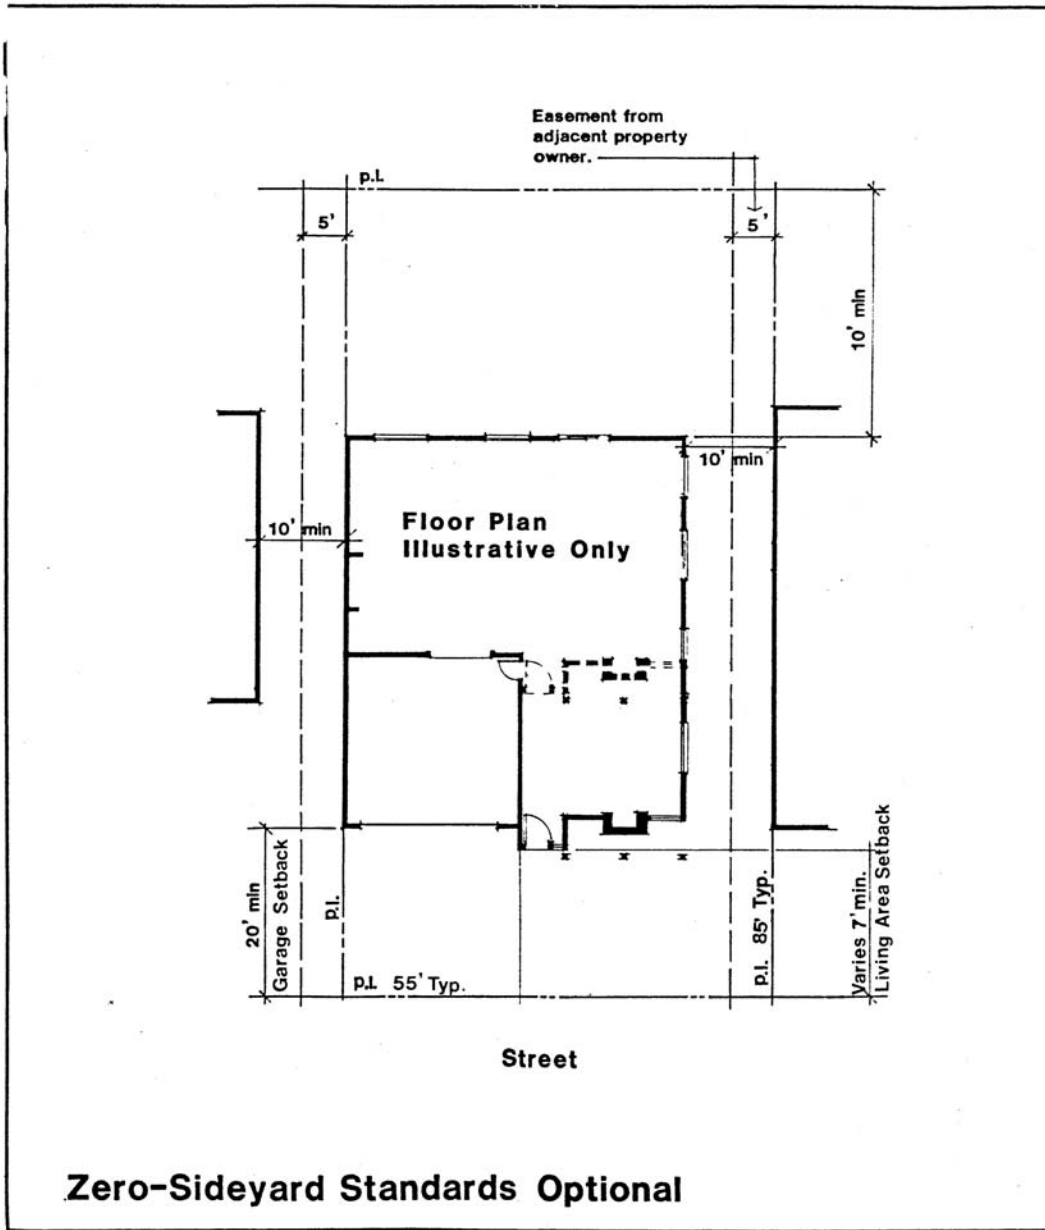 Easement from
adjacent property
owner.
p.l.
5'
5'
10' min
10' min
10' min
Floor Plan
Illustrative Only
20' min
Garage Setback
p.l.
p.l. 55' Typ.
p.l. 85' Typ.
Varies 7' min.
Living Area Setback
Street
Zero-Sideyard Standards Optional